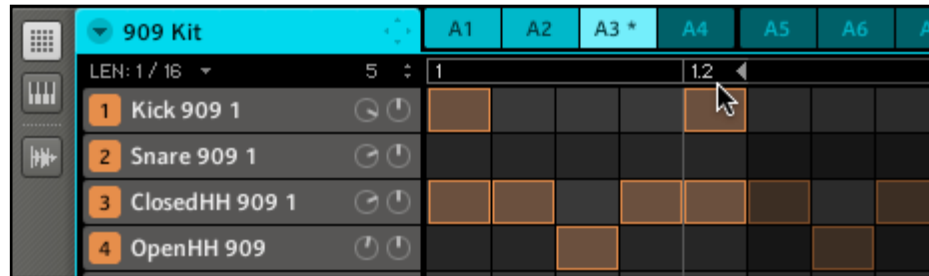 909 Kit A1 A2 A3 * A4 A5 A6
LEN: 1 / 16 5 1 1.2
1 Kick 909 1
2 Snare 909 1
3 ClosedHH 909 1
4 OpenHH 909